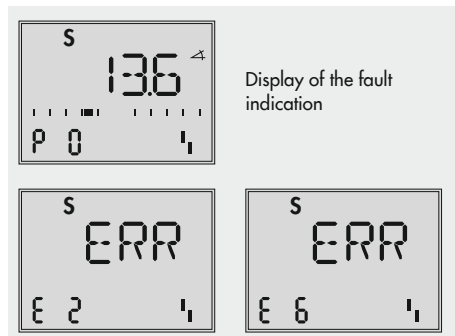 S
13.6
Display of the fault
indication
P 0
S
ERR
E 2
S
ERR
E 6